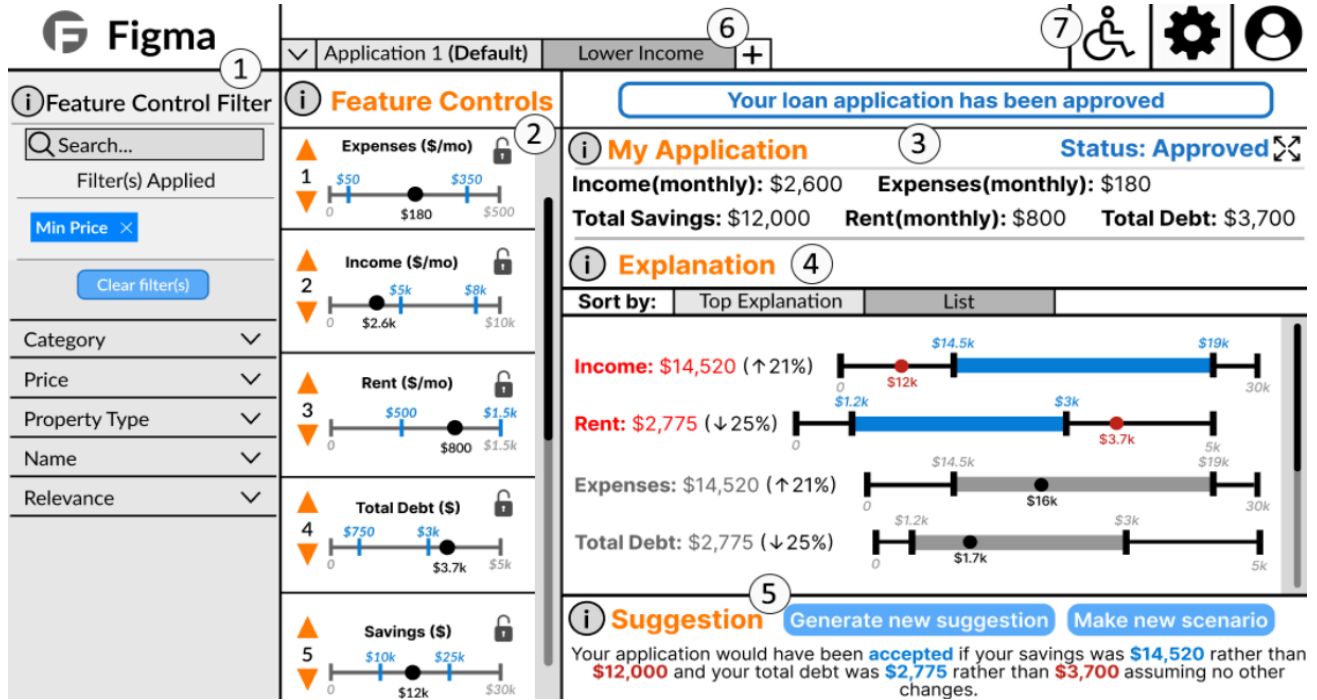 Figma
6
7
Application 1 (Default)
Lower Income
+
1
i Feature Control Filter
Search...
Filter(s) Applied
Min Price ×
Clear filter(s)
Category
Price
Property Type
Name
Relevance
i Feature Controls
2
Expenses ($/mo)
1
$50 $350
0 $180 $500
Income ($/mo)
2
$5k $8k
0 $2.6k $10k
Rent ($/mo)
3
$500 $1.5k
0 $800 $1.5k
Total Debt ($)
4
$750 $3k
0 $3.7k $5k
Savings ($)
5
$10k $25k
0 $12k $30k
Your loan application has been approved
3
i My Application Status: Approved
Income(monthly): $2,600 Expenses(monthly): $180
Total Savings: $12,000 Rent(monthly): $800 Total Debt: $3,700
i Explanation 4
Sort by: Top Explanation List
$14.5k $19k
Income: $14,520 (↑21%)
0 $12k 30k
$1.2k $3k
Rent: $2,775 (↓25%)
$3.7k 5k
$14.5k $19k
Expenses: $14,520 (↑21%)
0 $16k 30k
$1.2k $3k
Total Debt: $2,775 (↓25%)
0 $1.7k 5k
5
i Suggestion Generate new suggestion Make new scenario
Your application would have been accepted if your savings was $14,520 rather than
$12,000 and your total debt was $2,775 rather than $3,700 assuming no other
changes.